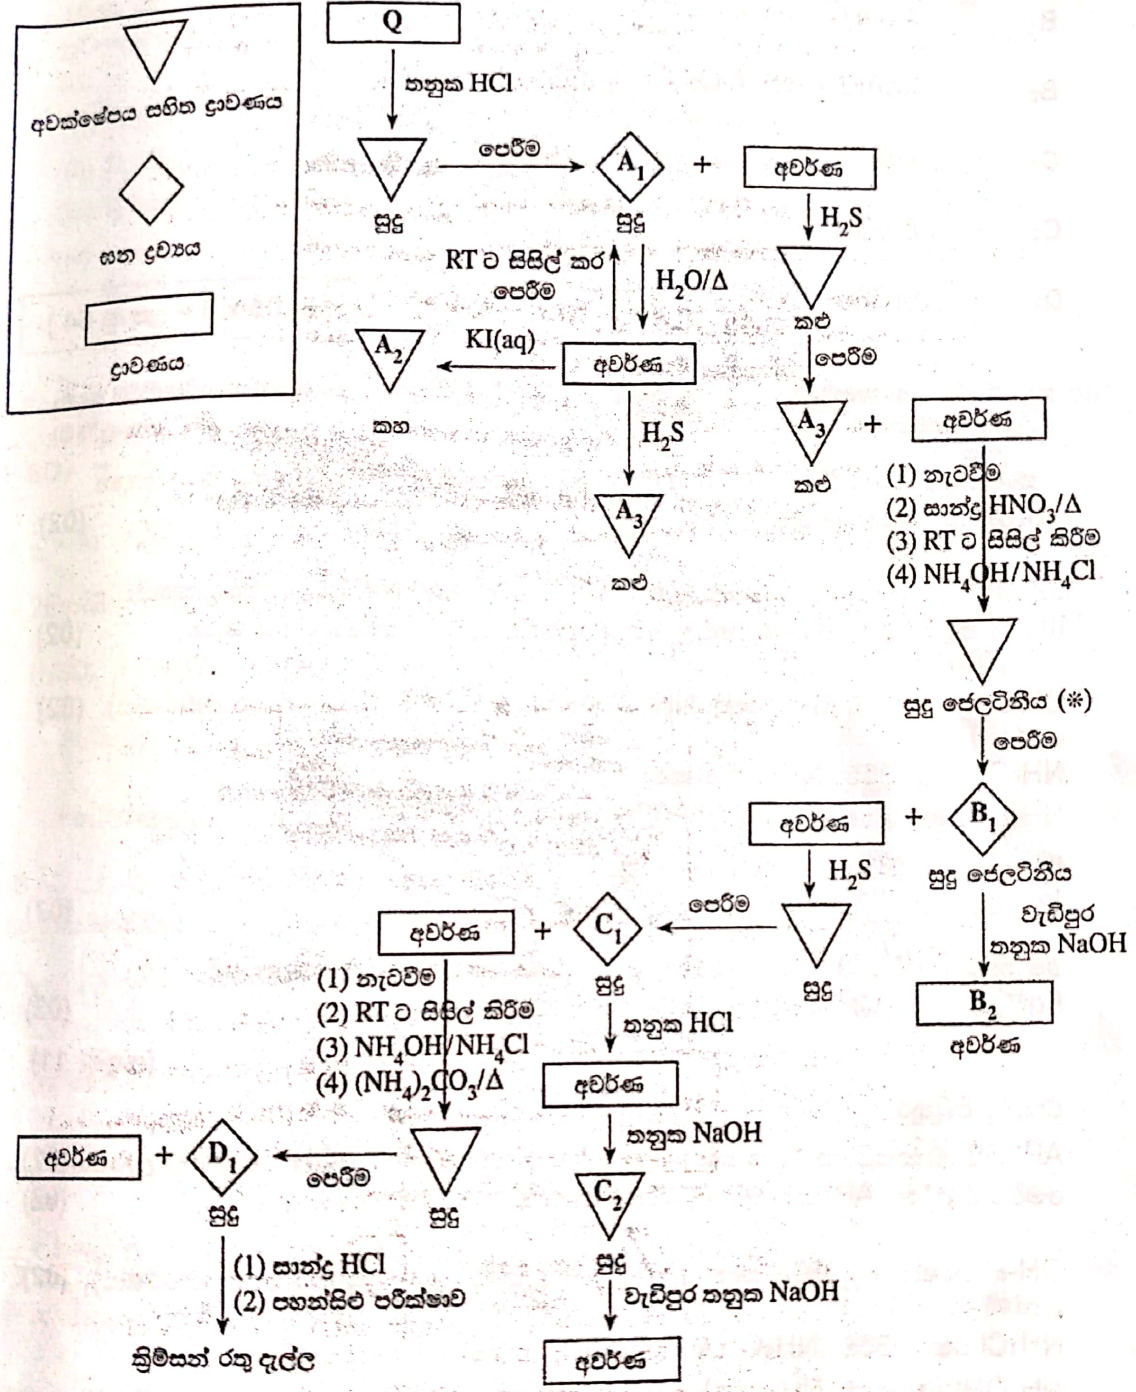 Q
තනුක HCl
අවක්ෂේපය සහිත ද්‍රාවණය
ඝන ද්‍රව්‍යය
ද්‍රාවණය
සුදු
පෙරීම
A₁
සුදු
+
අවර්ණ
H₂S
කළු
RT ට සිසිල් කර
පෙරීම
H₂O/Δ
A₂
කහ
KI(aq)
අවර්ණ
H₂S
A₃
කළු
පෙරීම
A₃
කළු
+
අවර්ණ
(1) නැටවීම
(2) සාන්ද්‍ර HNO₃/Δ
(3) RT ට සිසිල් කිරීම
(4) NH₄OH/NH₄Cl
සුදු ජෙලටිනීය (※)
පෙරීම
අවර්ණ
+
B₁
සුදු ජෙලටිනීය
වැඩිපුර
තනුක NaOH
B₂
අවර්ණ
H₂S
සුදු
පෙරීම
අවර්ණ
+
C₁
සුදු
(1) නැටවීම
(2) RT ට සිසිල් කිරීම
(3) NH₄OH/NH₄Cl
(4) (NH₄)₂CO₃/Δ
තනුක HCl
අවර්ණ
තනුක NaOH
C₂
සුදු
වැඩිපුර තනුක NaOH
අවර්ණ
අවර්ණ
+
D₁
සුදු
පෙරීම
සුදු
(1) සාන්ද්‍ර HCl
(2) පහන්සිළු පරීක්ෂාව
ක්‍රිම්සන් රතු දැල්ල